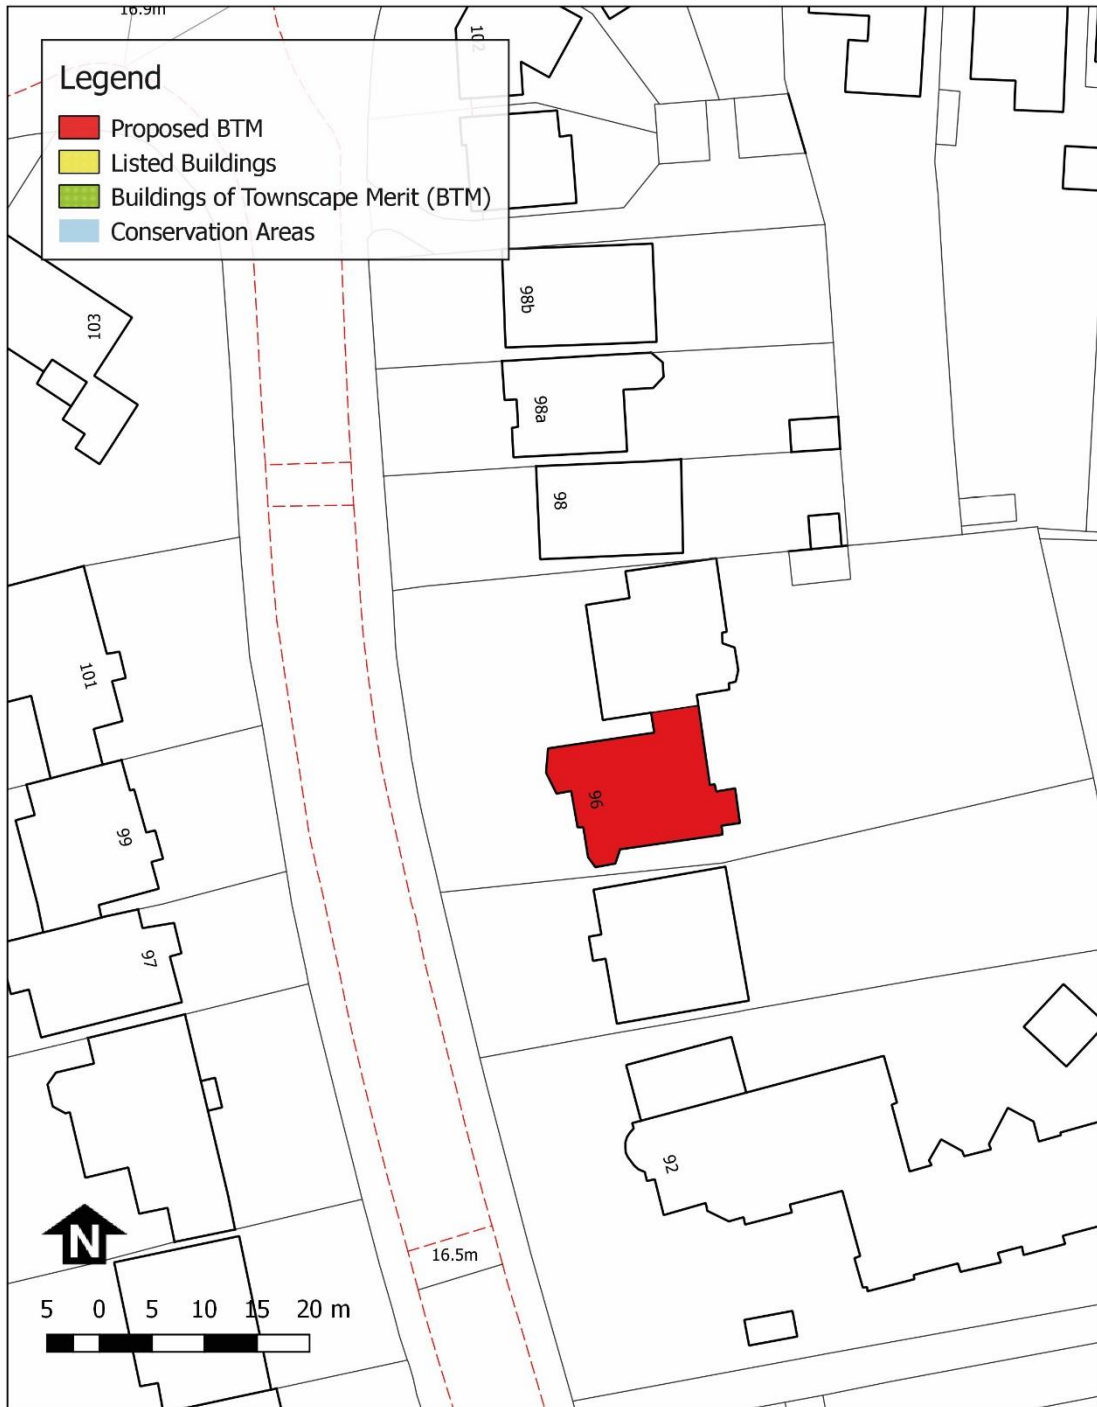 16.9m
102
Legend
Proposed BTM
Listed Buildings
Buildings of Townscape Merit (BTM)
Conservation Areas
98b
103
98a
98
101
96
99
97
92
N
16.5m
5 0 5 10 15 20 m